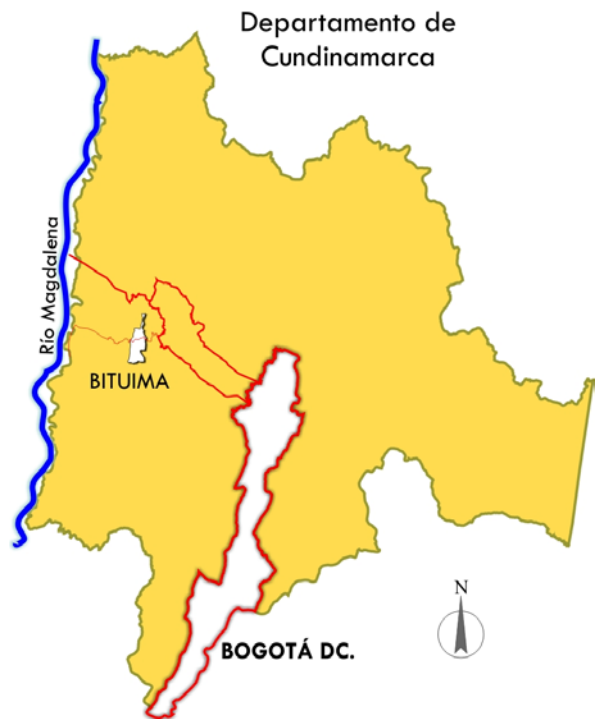 Departamento de
Cundinamarca
Río Magdalena
BITUIMA
N
BOGOTÁ DC.